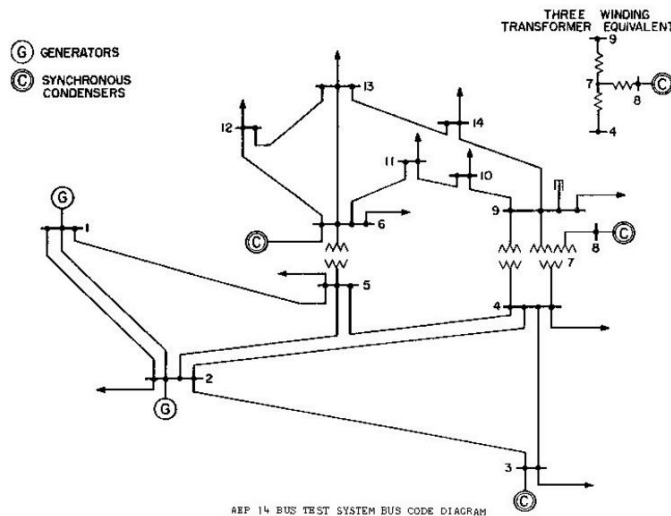 THREE WINDING
TRANSFORMER EQUIVALENT
9
7
C
8
4
G GENERATORS
C SYNCHRONOUS
CONDENSERS
13
14
12
11
10
G
1
C
6
9
8
C
7
5
4
2
G
3
C
AEP 14 BUS TEST SYSTEM BUS CODE DIAGRAM